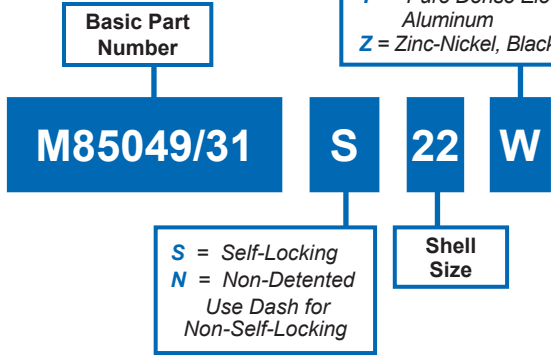 Basic Part
Number
Aluminum
Z = Zinc-Nickel, Black
M85049/31 S 22 W
S = Self-Locking
N = Non-Detented
Use Dash for
Non-Self-Locking
Shell
Size